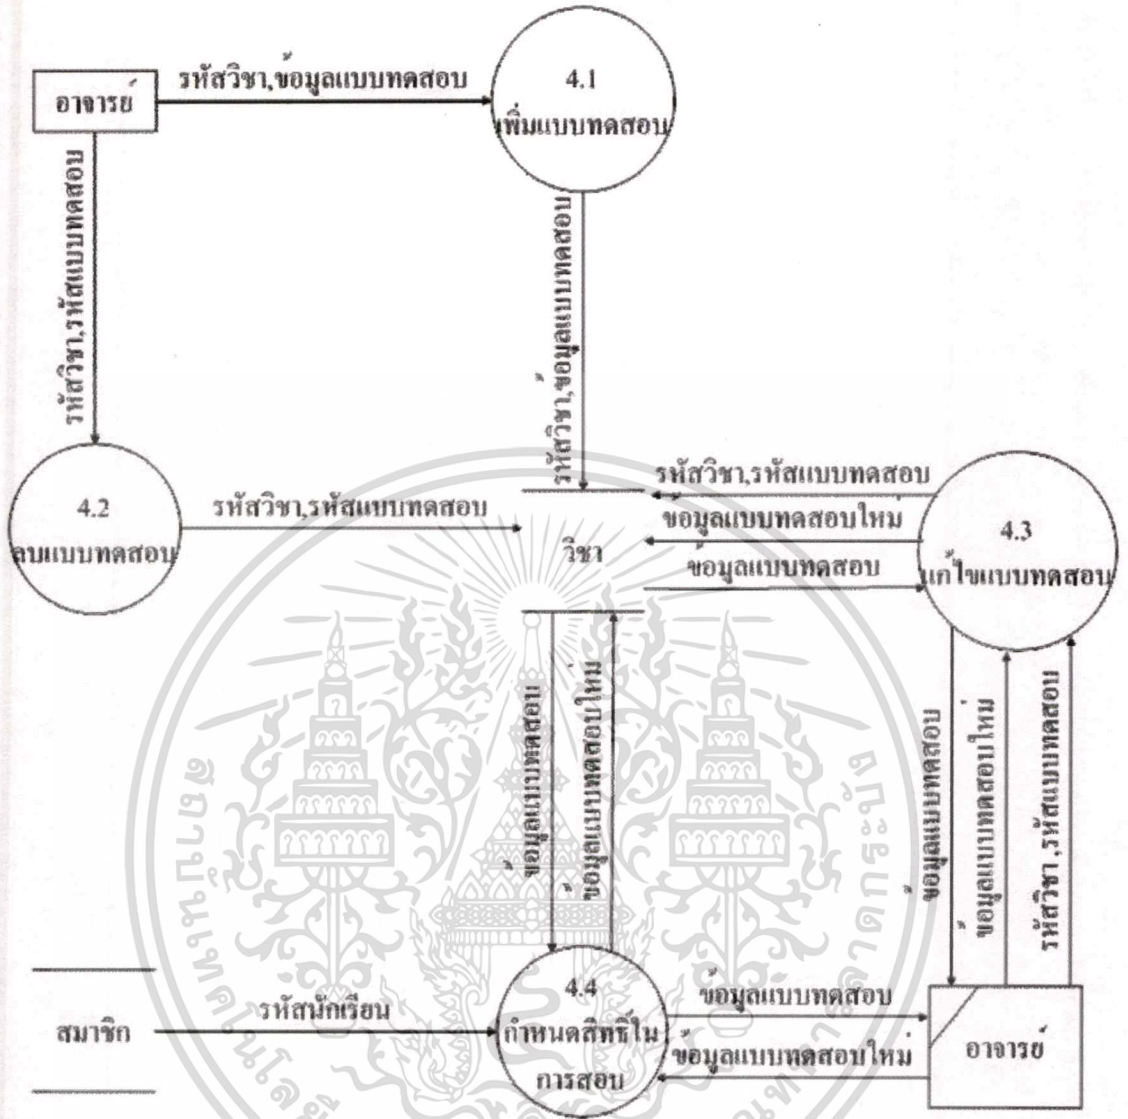 รหัสวิชา,ข้อมูลแบบทดสอบ
4.1
เพิ่มแบบทดสอบ
อาจารย์
รหัสวิชา,รหัสแบบทดสอบ
รหัสวิชา,ข้อมูลแบบทดสอบ
4.2
ลบแบบทดสอบ
รหัสวิชา,รหัสแบบทดสอบ
วิชา
รหัสวิชา,รหัสแบบทดสอบ
ข้อมูลแบบทดสอบใหม่
ข้อมูลแบบทดสอบ
4.3
แก้ไขแบบทดสอบ
ข้อมูลแบบทดสอบ
ข้อมูลแบบทดสอบใหม่
ข้อมูลแบบทดสอบ
ข้อมูลแบบทดสอบใหม่
รหัสวิชา,รหัสแบบทดสอบ
สมาชิก
รหัสนักเรียน
4.4
กำหนดสิทธิ์ใน
การสอบ
ข้อมูลแบบทดสอบ
ข้อมูลแบบทดสอบใหม่
อาจารย์